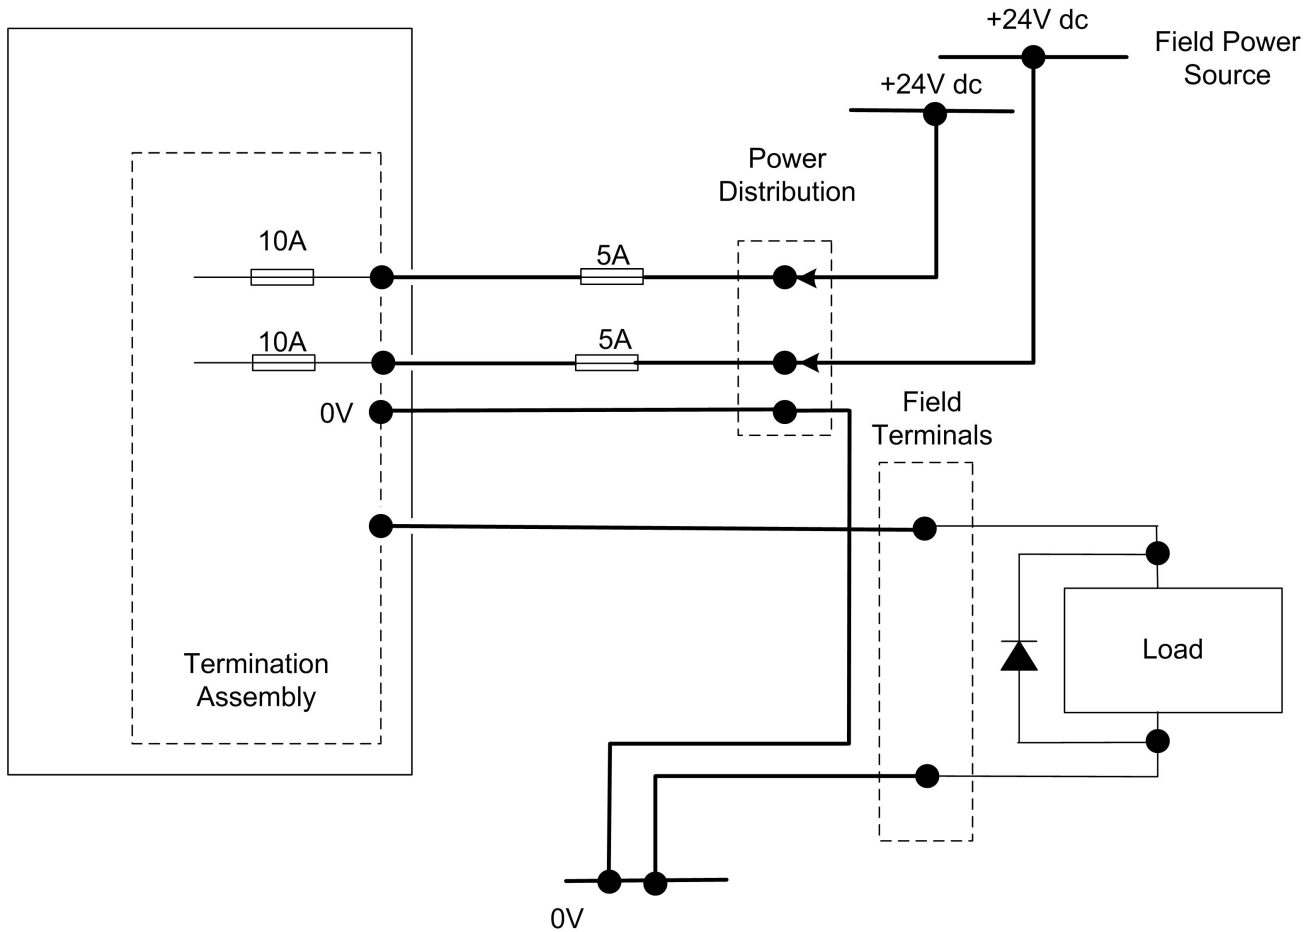 +24V dc
Field Power
Source
+24V dc
Power
Distribution
10A
5A
10A
5A
0V
Field
Terminals
Termination
Assembly
Load
0V